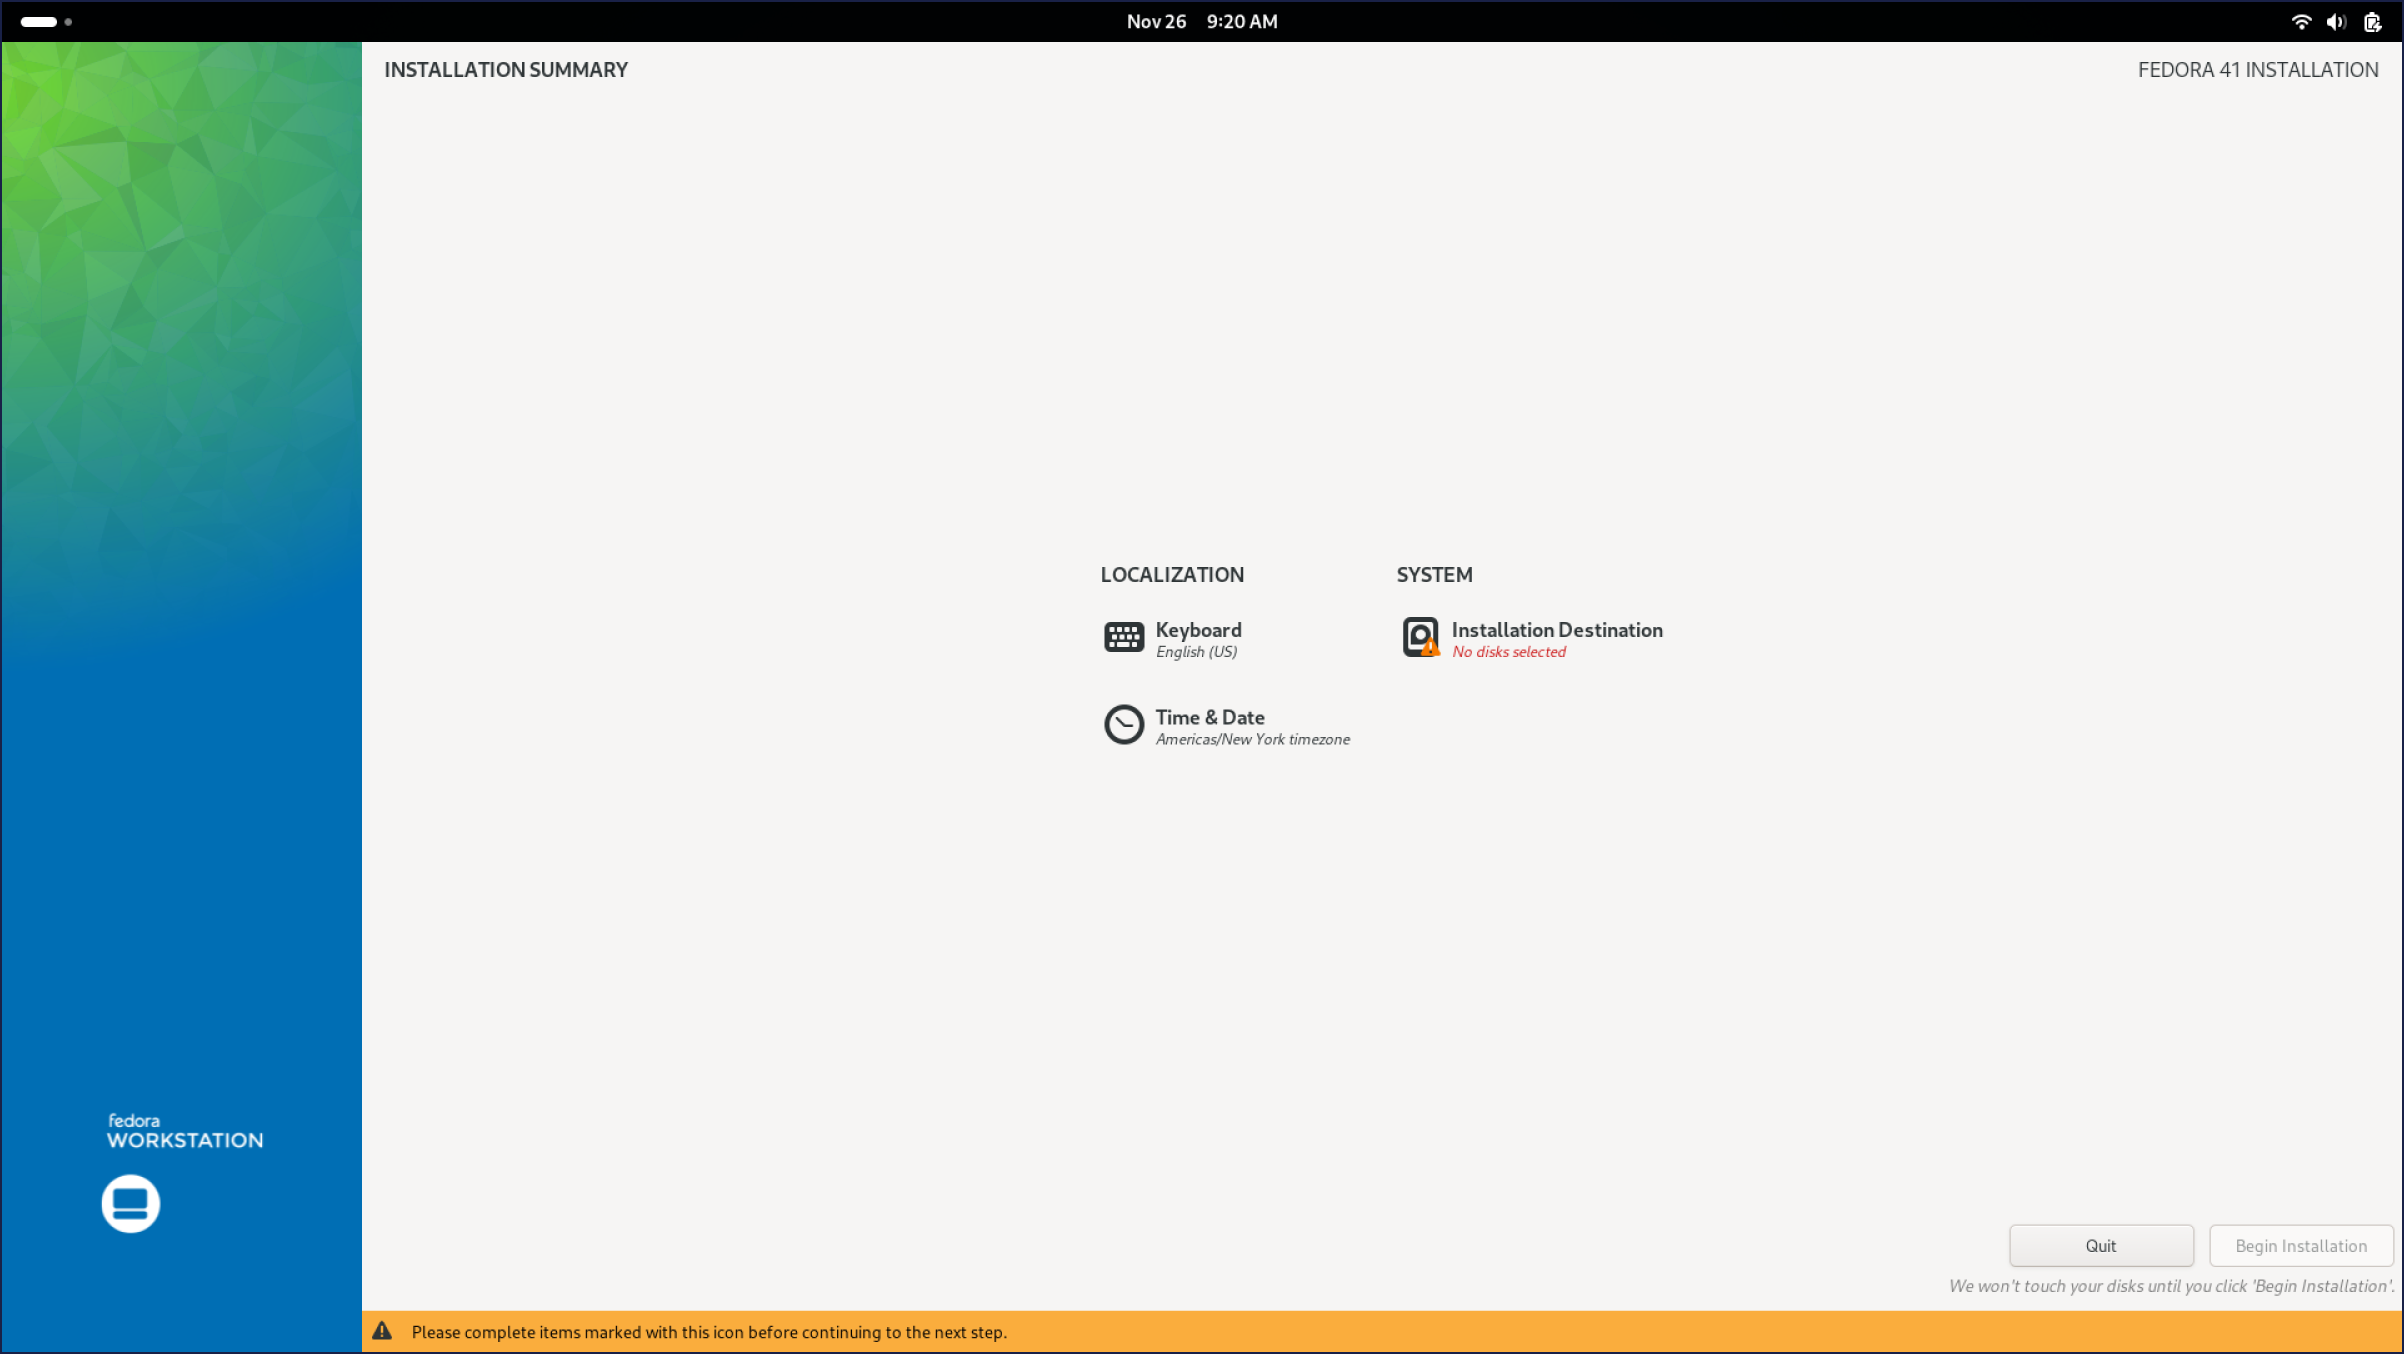 Nov 26 9:20 AM
INSTALLATION SUMMARY
FEDORA 41 INSTALLATION
LOCALIZATION
Keyboard
English (US)
Time & Date
Americas/New York timezone
SYSTEM
Installation Destination
No disks selected
fedora
WORKSTATION
Quit
Begin Installation
We won't touch your disks until you click 'Begin Installation'.
Please complete items marked with this icon before continuing to the next step.